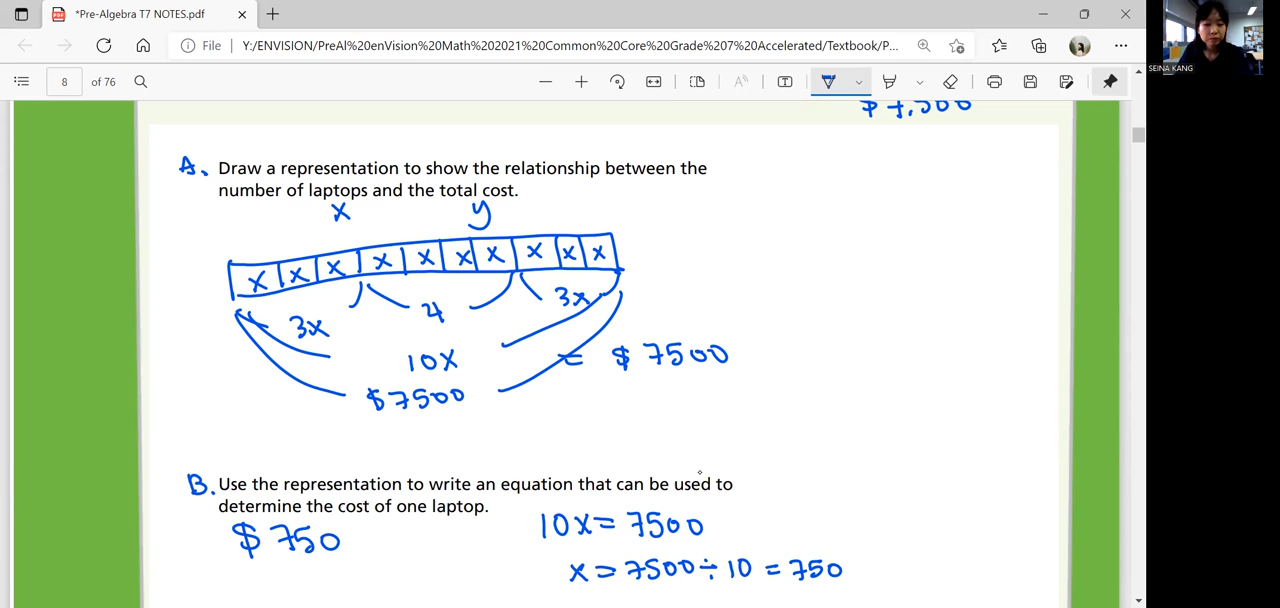 *Pre-Algebra T7 NOTES.pdf
File Y:/ENVISION/PreAl%20enVision%20Math%202021%20Common%20Core%20Grade%207%20Accelerated/Textbook/P...
SEINA KANG
8 of 76
$ 7,500
A. Draw a representation to show the relationship between the
number of laptops and the total cost.
x y
x x x x x x x x x x
3x 4 3x
10x = $7500
$7500
B. Use the representation to write an equation that can be used to
determine the cost of one laptop.
$750 10x = 7500
x = 7500 ÷ 10 = 750